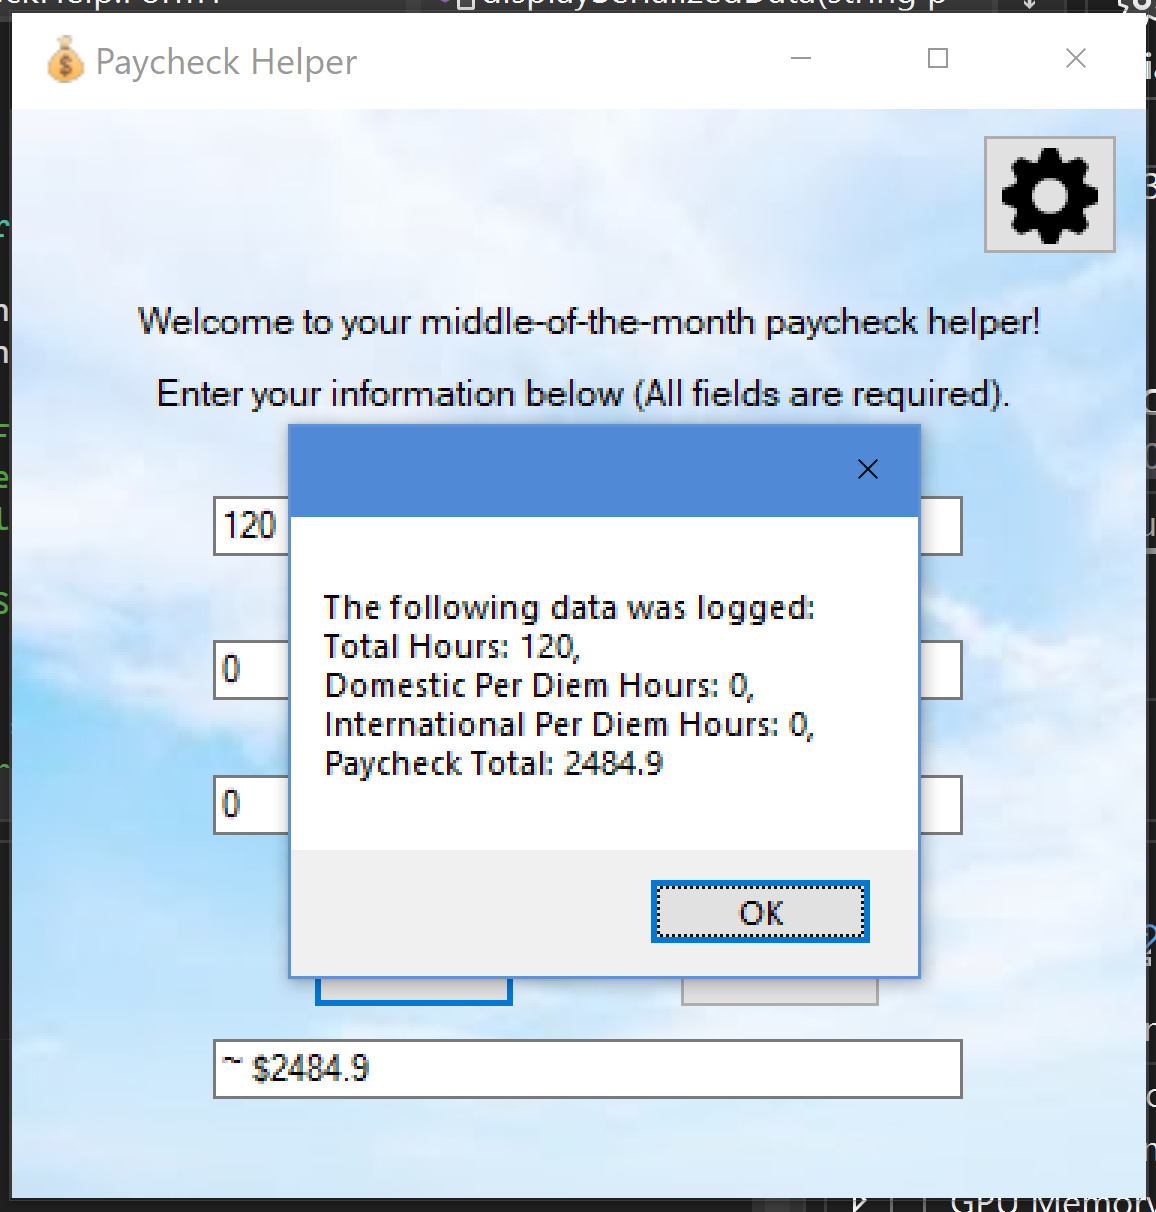 Paycheck Helper
Welcome to your middle-of-the-month paycheck helper!
Enter your information below (All fields are required).
120
0
0
The following data was logged:
Total Hours: 120,
Domestic Per Diem Hours: 0,
International Per Diem Hours: 0,
Paycheck Total: 2484.9
OK
~ $2484.9
GPU Memory